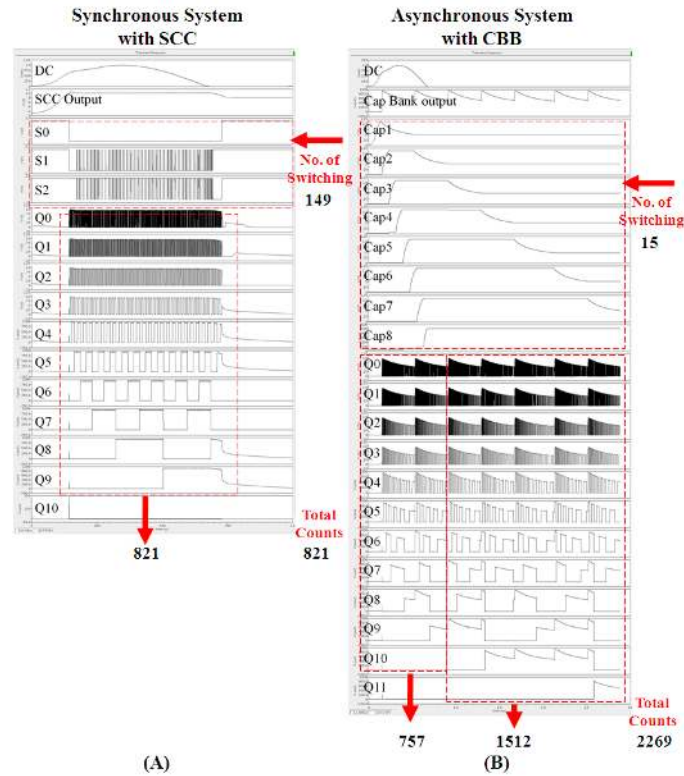 Synchronous System
with SCC
DC
SCC Output
S0
S1
S2
No. of
Switching
149
Q0
Q1
Q2
Q3
Q4
Q5
Q6
Q7
Q8
Q9
Q10
821
Total
Counts
821
(A)
Asynchronous System
with CBB
DC
Cap Bank output
Cap1
Cap2
Cap3
Cap4
Cap5
Cap6
Cap7
Cap8
No. of
Switching
15
Q0
Q1
Q2
Q3
Q4
Q5
Q6
Q7
Q8
Q9
Q10
Q11
757
1512
Total
Counts
2269
(B)